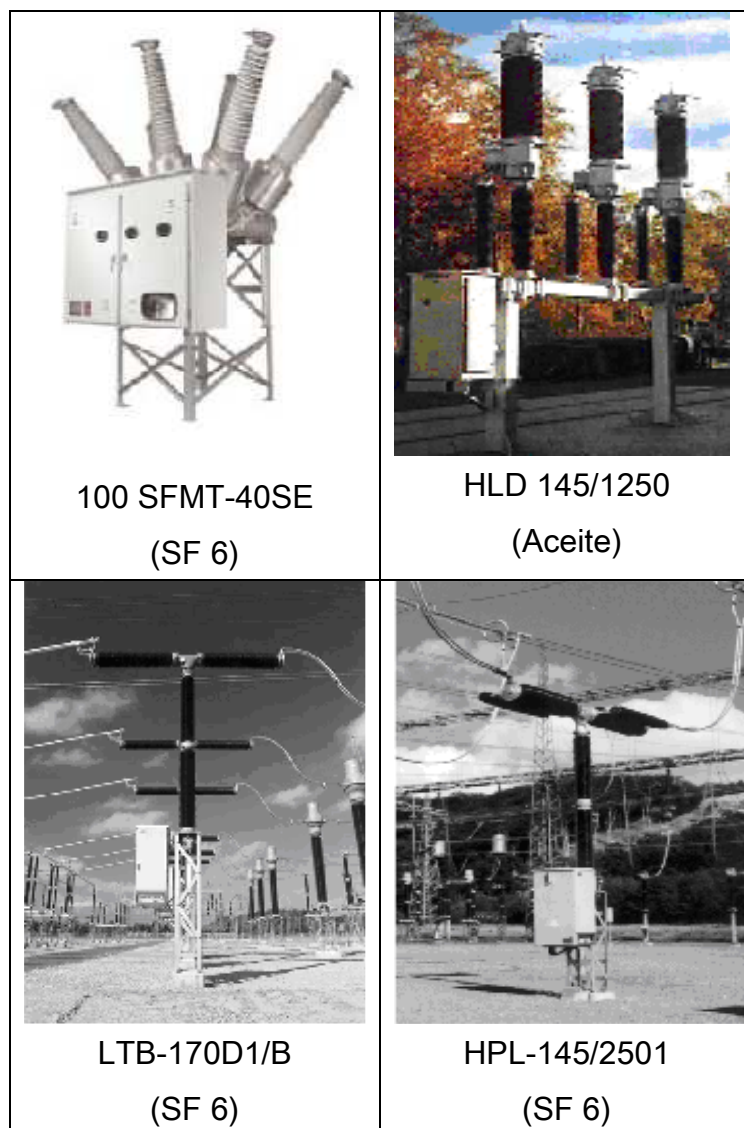 100 SFMT-40SE
(SF 6)
HLD 145/1250
(Aceite)
LTB-170D1/B
(SF 6)
HPL-145/2501
(SF 6)